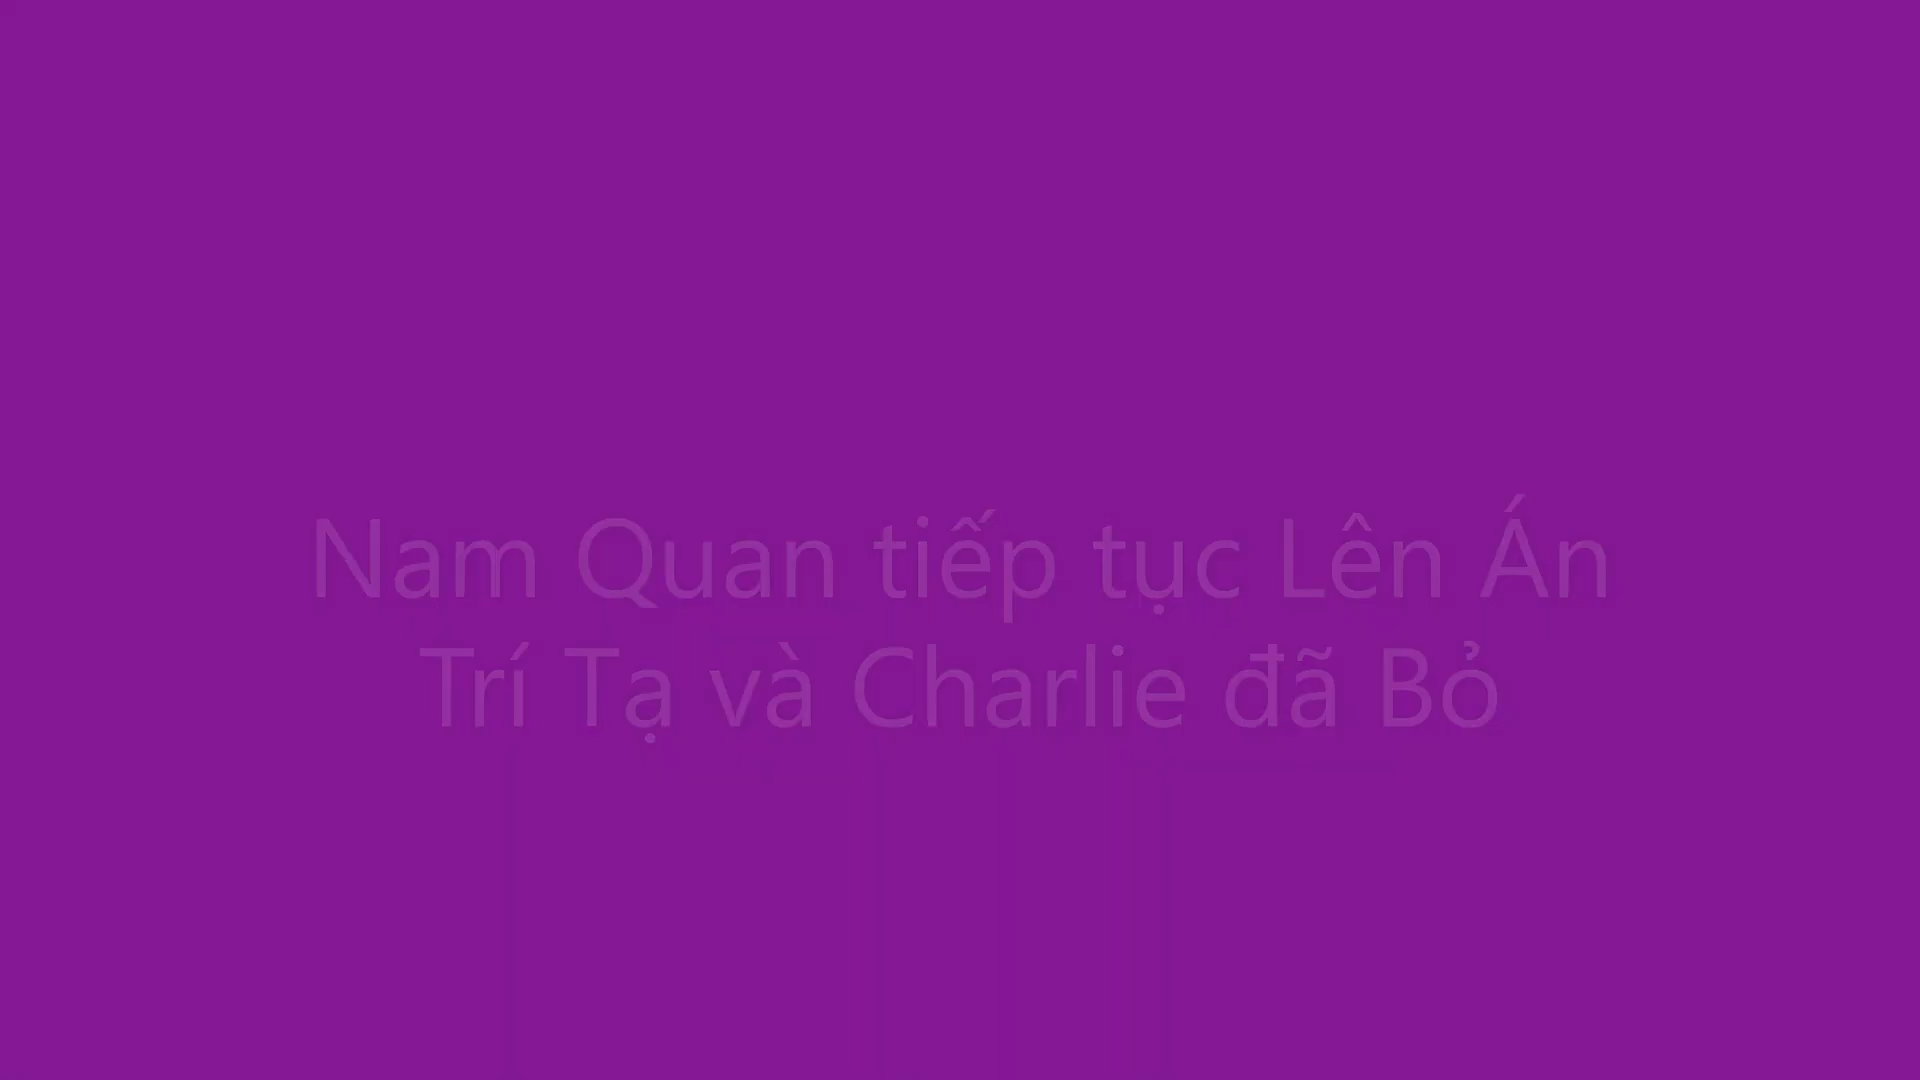 Nam Quan tiếp tục Lên Án
Trí Tạ và Charlie đã Bỏ